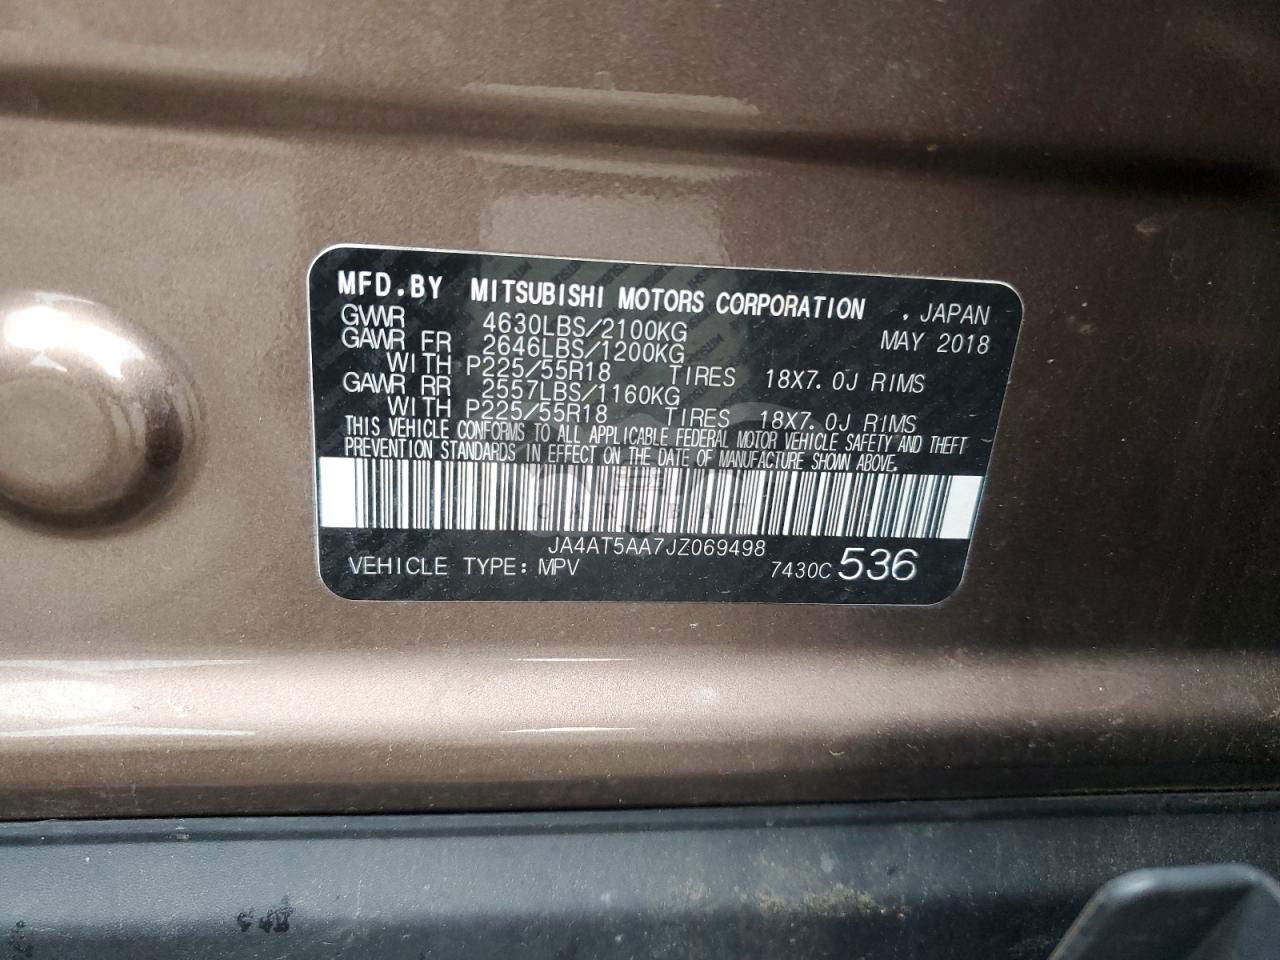 MFD.BY MITSUBISHI MOTORS CORPORATION , JAPAN
GVWR 4630LBS/2100KG MAY 2018
GAWR FR 2646LBS/1200KG
WITH P225/55R18 TIRES 18X7.0J RIMS
GAWR RR 2557LBS/1160KG
WITH P225/55R18 TIRES 18X7.0J RIMS
THIS VEHICLE CONFORMS TO ALL APPLICABLE FEDERAL MOTOR VEHICLE SAFETY AND THEFT
PREVENTION STANDARDS IN EFFECT ON THE DATE OF MANUFACTURE SHOWN ABOVE.
JA4AT5AA7JZ069498
VEHICLE TYPE: MPV 7430C 536